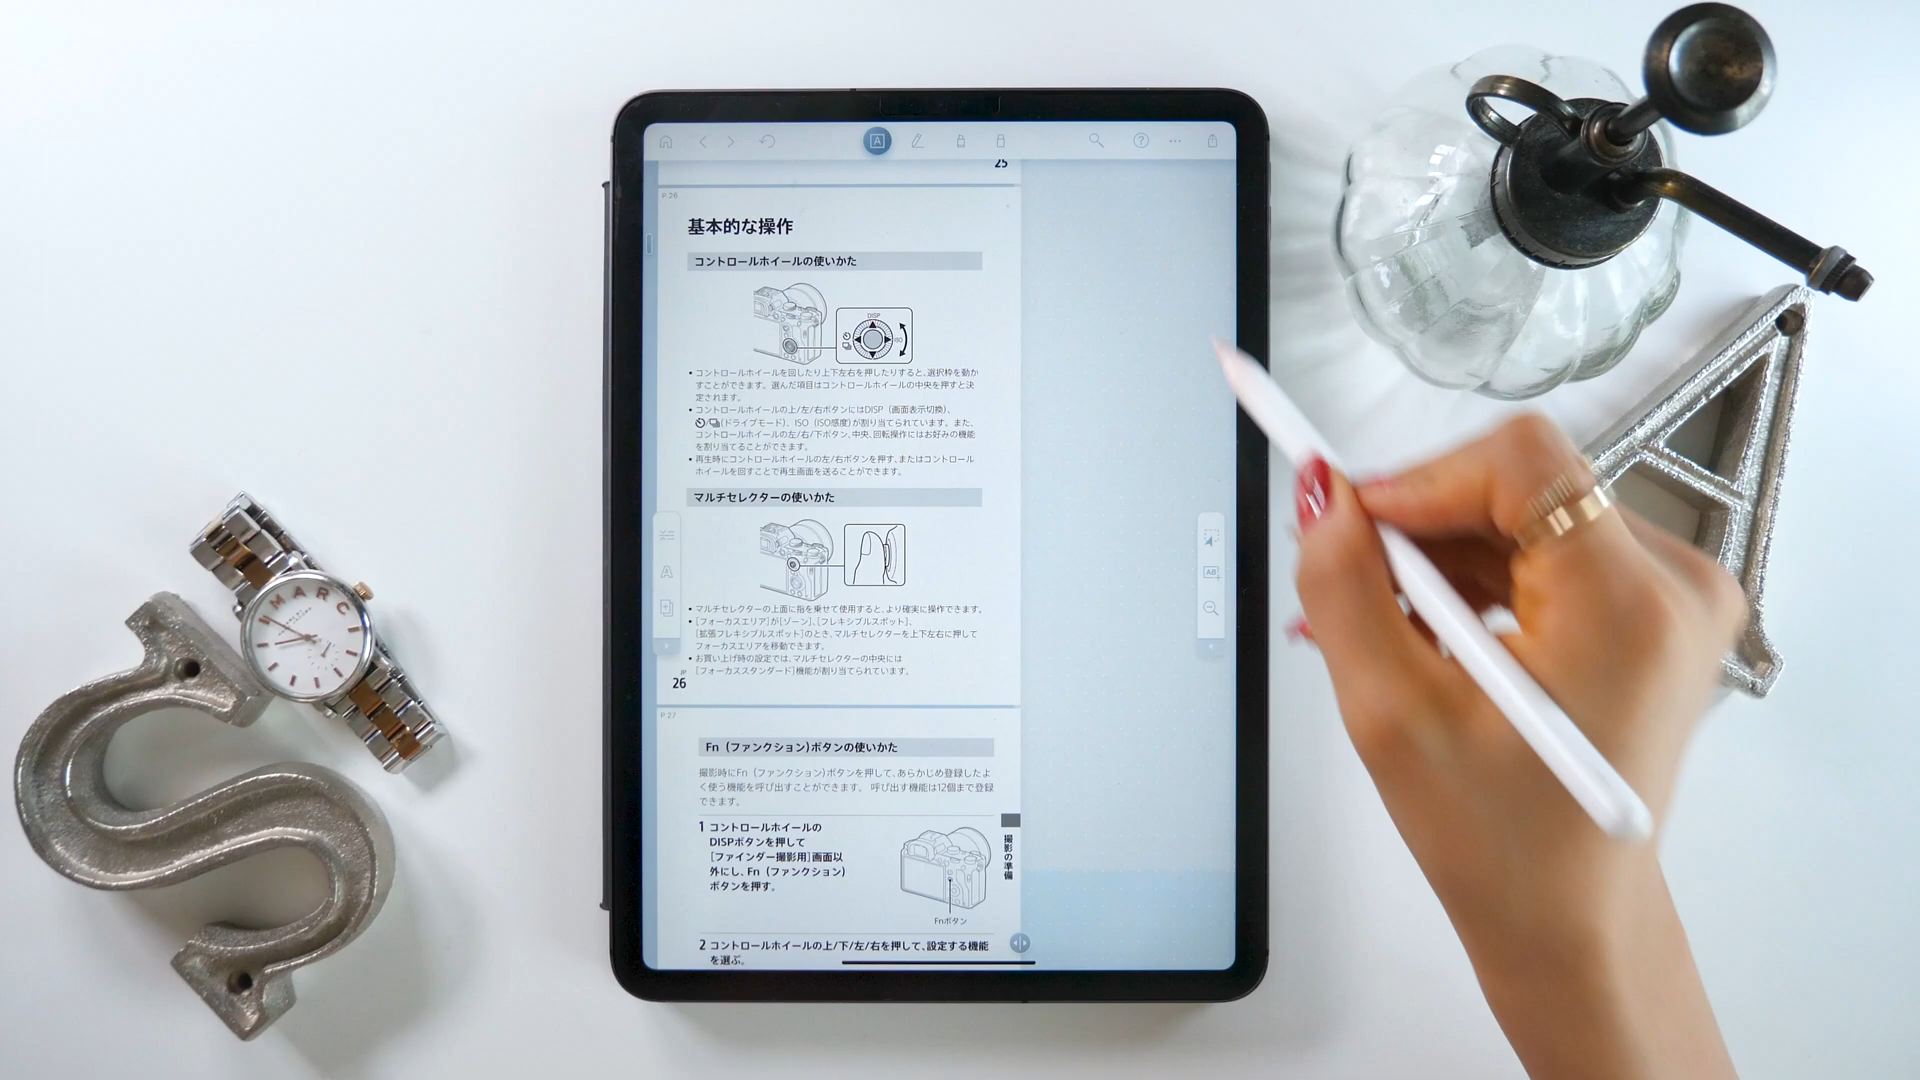 25
P 26
基本的な操作
コントロールホイールの使いかた
DISP
ISO
• コントロールホイールを回したり上下左右を押したりすると、選択枠を動か
すことができます。選んだ項目はコントロールホイールの中央を押すと決
定されます。
• コントロールホイールの上/左/右ボタンにはDISP（画面表示切換）、
/（ドライブモード）、ISO（ISO感度）が割り当てられています。また、
コントロールホイールの左/右/下ボタン、中央、回転操作にはお好みの機能
を割り当てることができます。
• 再生時にコントロールホイールの左/右ボタンを押す、またはコントロール
ホイールを回すことで再生画面を送ることができます。
マルチセレクターの使いかた
• マルチセレクターの上面に指を乗せて使用すると、より確実に操作できます。
• ［フォーカスエリア］が［ゾーン］、［フレキシブルスポット］、
［拡張フレキシブルスポット］のとき、マルチセレクターを上下左右に押して
フォーカスエリアを移動できます。
• お買い上げ時の設定では、マルチセレクターの中央には
［フォーカススタンダード］機能が割り当てられています。
JP
26
P 27
Fn（ファンクション）ボタンの使いかた
撮影時にFn（ファンクション）ボタンを押して、あらかじめ登録したよ
く使う機能を呼び出すことができます。 呼び出す機能は12個まで登録
できます。
1 コントロールホイールの
DISPボタンを押して
［ファインダー撮影用］画面以
外にし、Fn（ファンクション）
ボタンを押す。
Fnボタン
撮影の準備
2 コントロールホイールの上/下/左/右を押して、設定する機能
を選ぶ。
A
A
AB
MARC
S
A